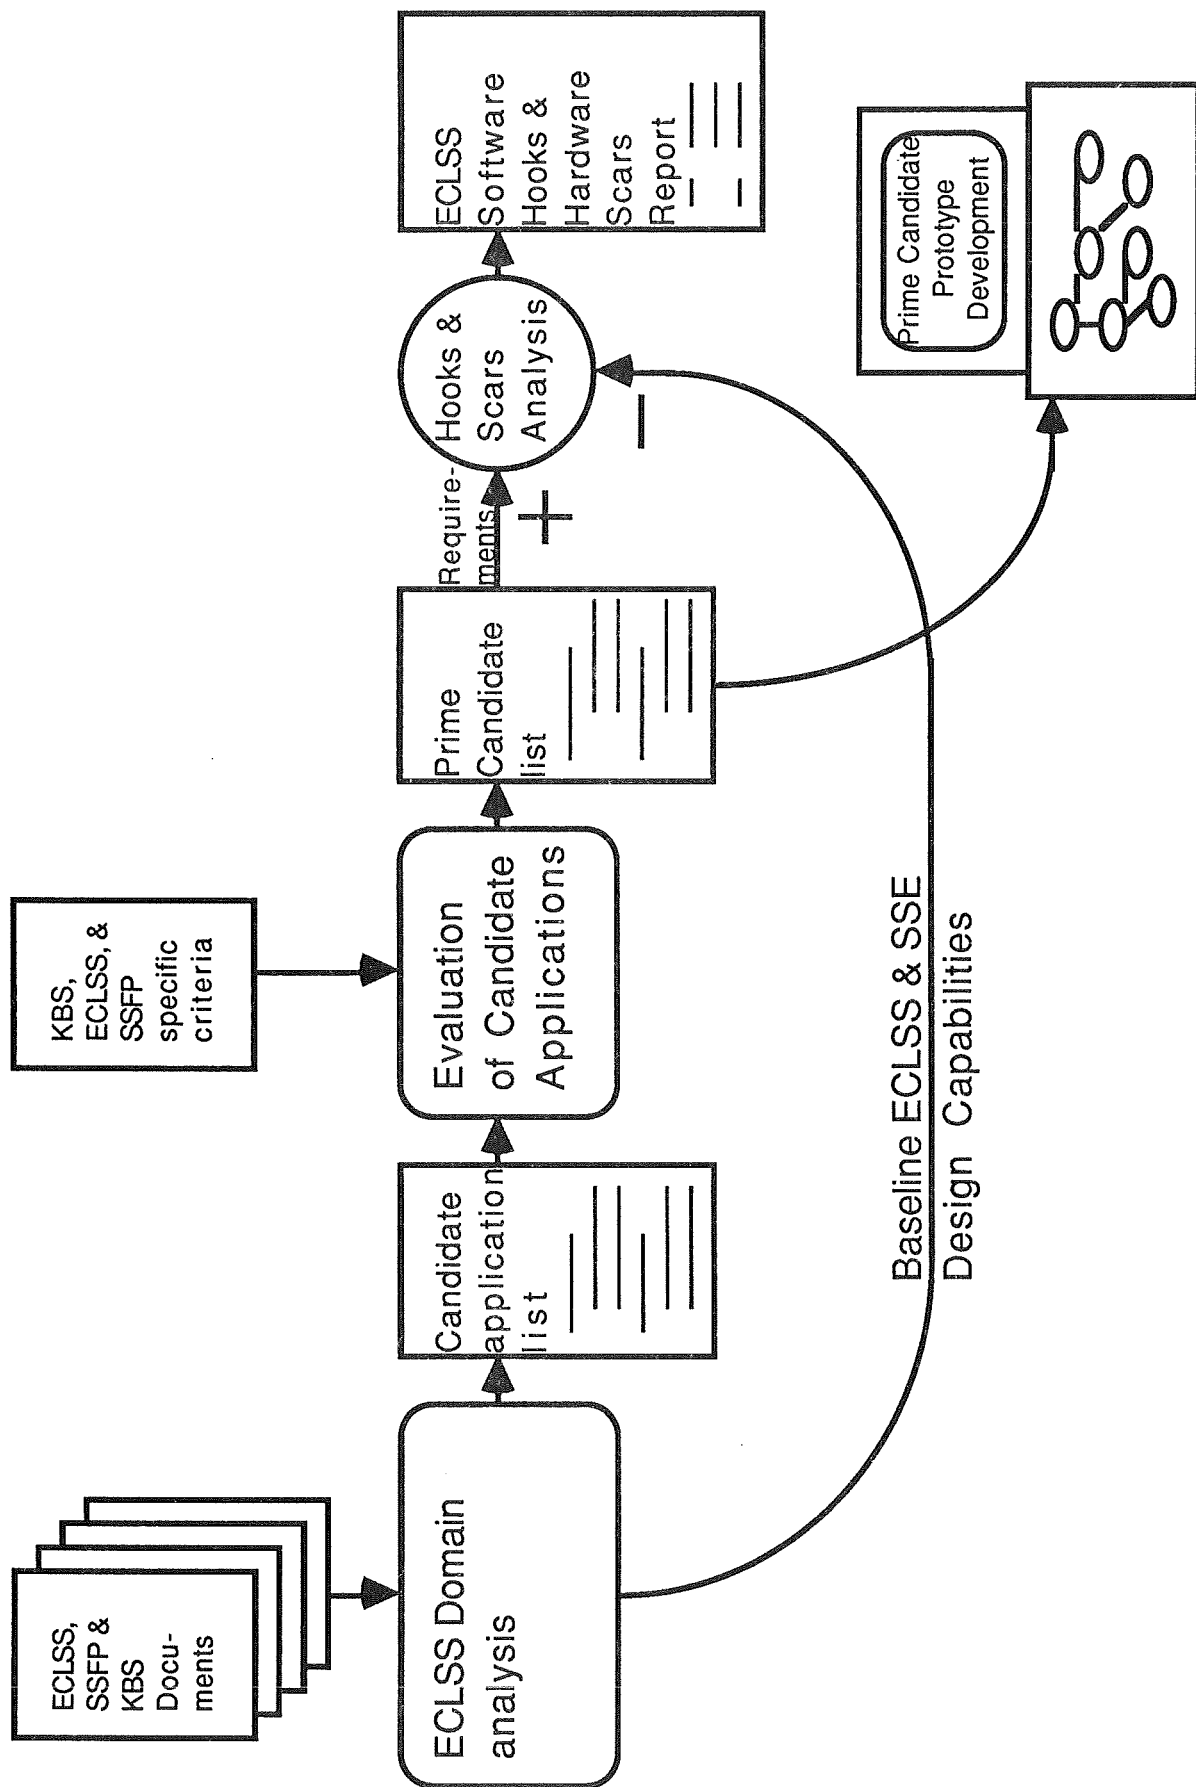 ECLSS,
SSFP &
KBS
Docu-
ments
ECLSS Domain
analysis
Candidate
application
list
KBS,
ECLSS, &
SSFP
specific
criteria
Evaluation
of Candidate
Applications
Prime
Candidate
list
Require-
ments
+
−
Hooks &
Scars
Analysis
ECLSS
Software
Hooks &
Hardware
Scars
Report
Baseline ECLSS & SSE
Design Capabilities
Prime Candidate
Prototype
Development